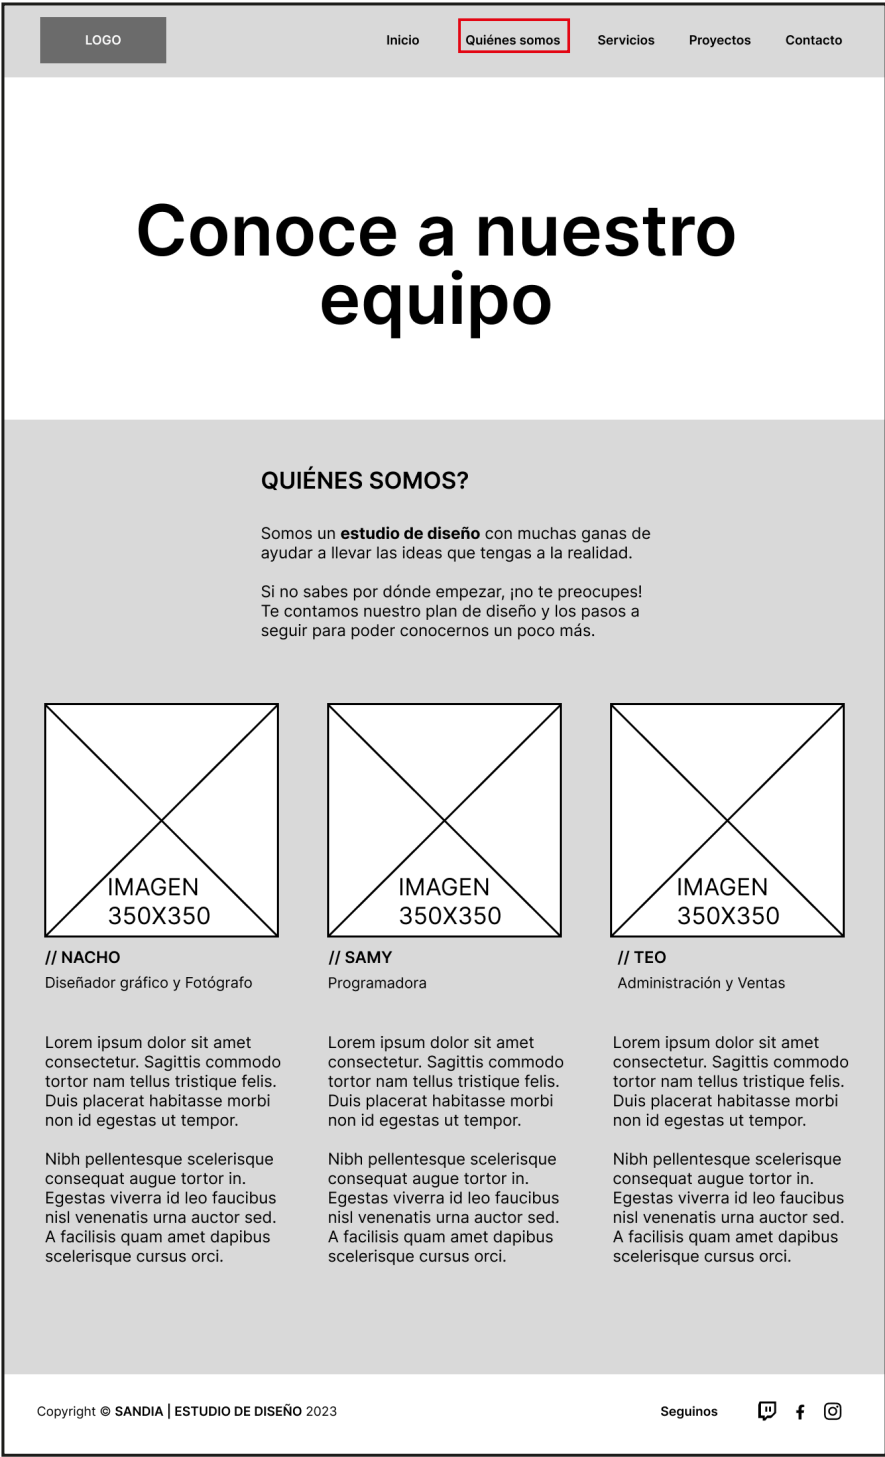 LOGO
Inicio
Quiénes somos
Servicios
Proyectos
Contacto
Conoce a nuestro
equipo
QUIÉNES SOMOS?
Somos un estudio de diseño con muchas ganas de
ayudar a llevar las ideas que tengas a la realidad.
Si no sabes por dónde empezar, ¡no te preocupes!
Te contamos nuestro plan de diseño y los pasos a
seguir para poder conocernos un poco más.
IMAGEN
350X350
// NACHO
Diseñador gráfico y Fotógrafo
Lorem ipsum dolor sit amet
consectetur. Sagittis commodo
tortor nam tellus tristique felis.
Duis placerat habitasse morbi
non id egestas ut tempor.
Nibh pellentesque scelerisque
consequat augue tortor in.
Egestas viverra id leo faucibus
nisl venenatis urna auctor sed.
A facilisis quam amet dapibus
scelerisque cursus orci.
IMAGEN
350X350
// SAMY
Programadora
Lorem ipsum dolor sit amet
consectetur. Sagittis commodo
tortor nam tellus tristique felis.
Duis placerat habitasse morbi
non id egestas ut tempor.
Nibh pellentesque scelerisque
consequat augue tortor in.
Egestas viverra id leo faucibus
nisl venenatis urna auctor sed.
A facilisis quam amet dapibus
scelerisque cursus orci.
IMAGEN
350X350
// TEO
Administración y Ventas
Lorem ipsum dolor sit amet
consectetur. Sagittis commodo
tortor nam tellus tristique felis.
Duis placerat habitasse morbi
non id egestas ut tempor.
Nibh pellentesque scelerisque
consequat augue tortor in.
Egestas viverra id leo faucibus
nisl venenatis urna auctor sed.
A facilisis quam amet dapibus
scelerisque cursus orci.
Copyright © SANDIA | ESTUDIO DE DISEÑO 2023
Seguinos